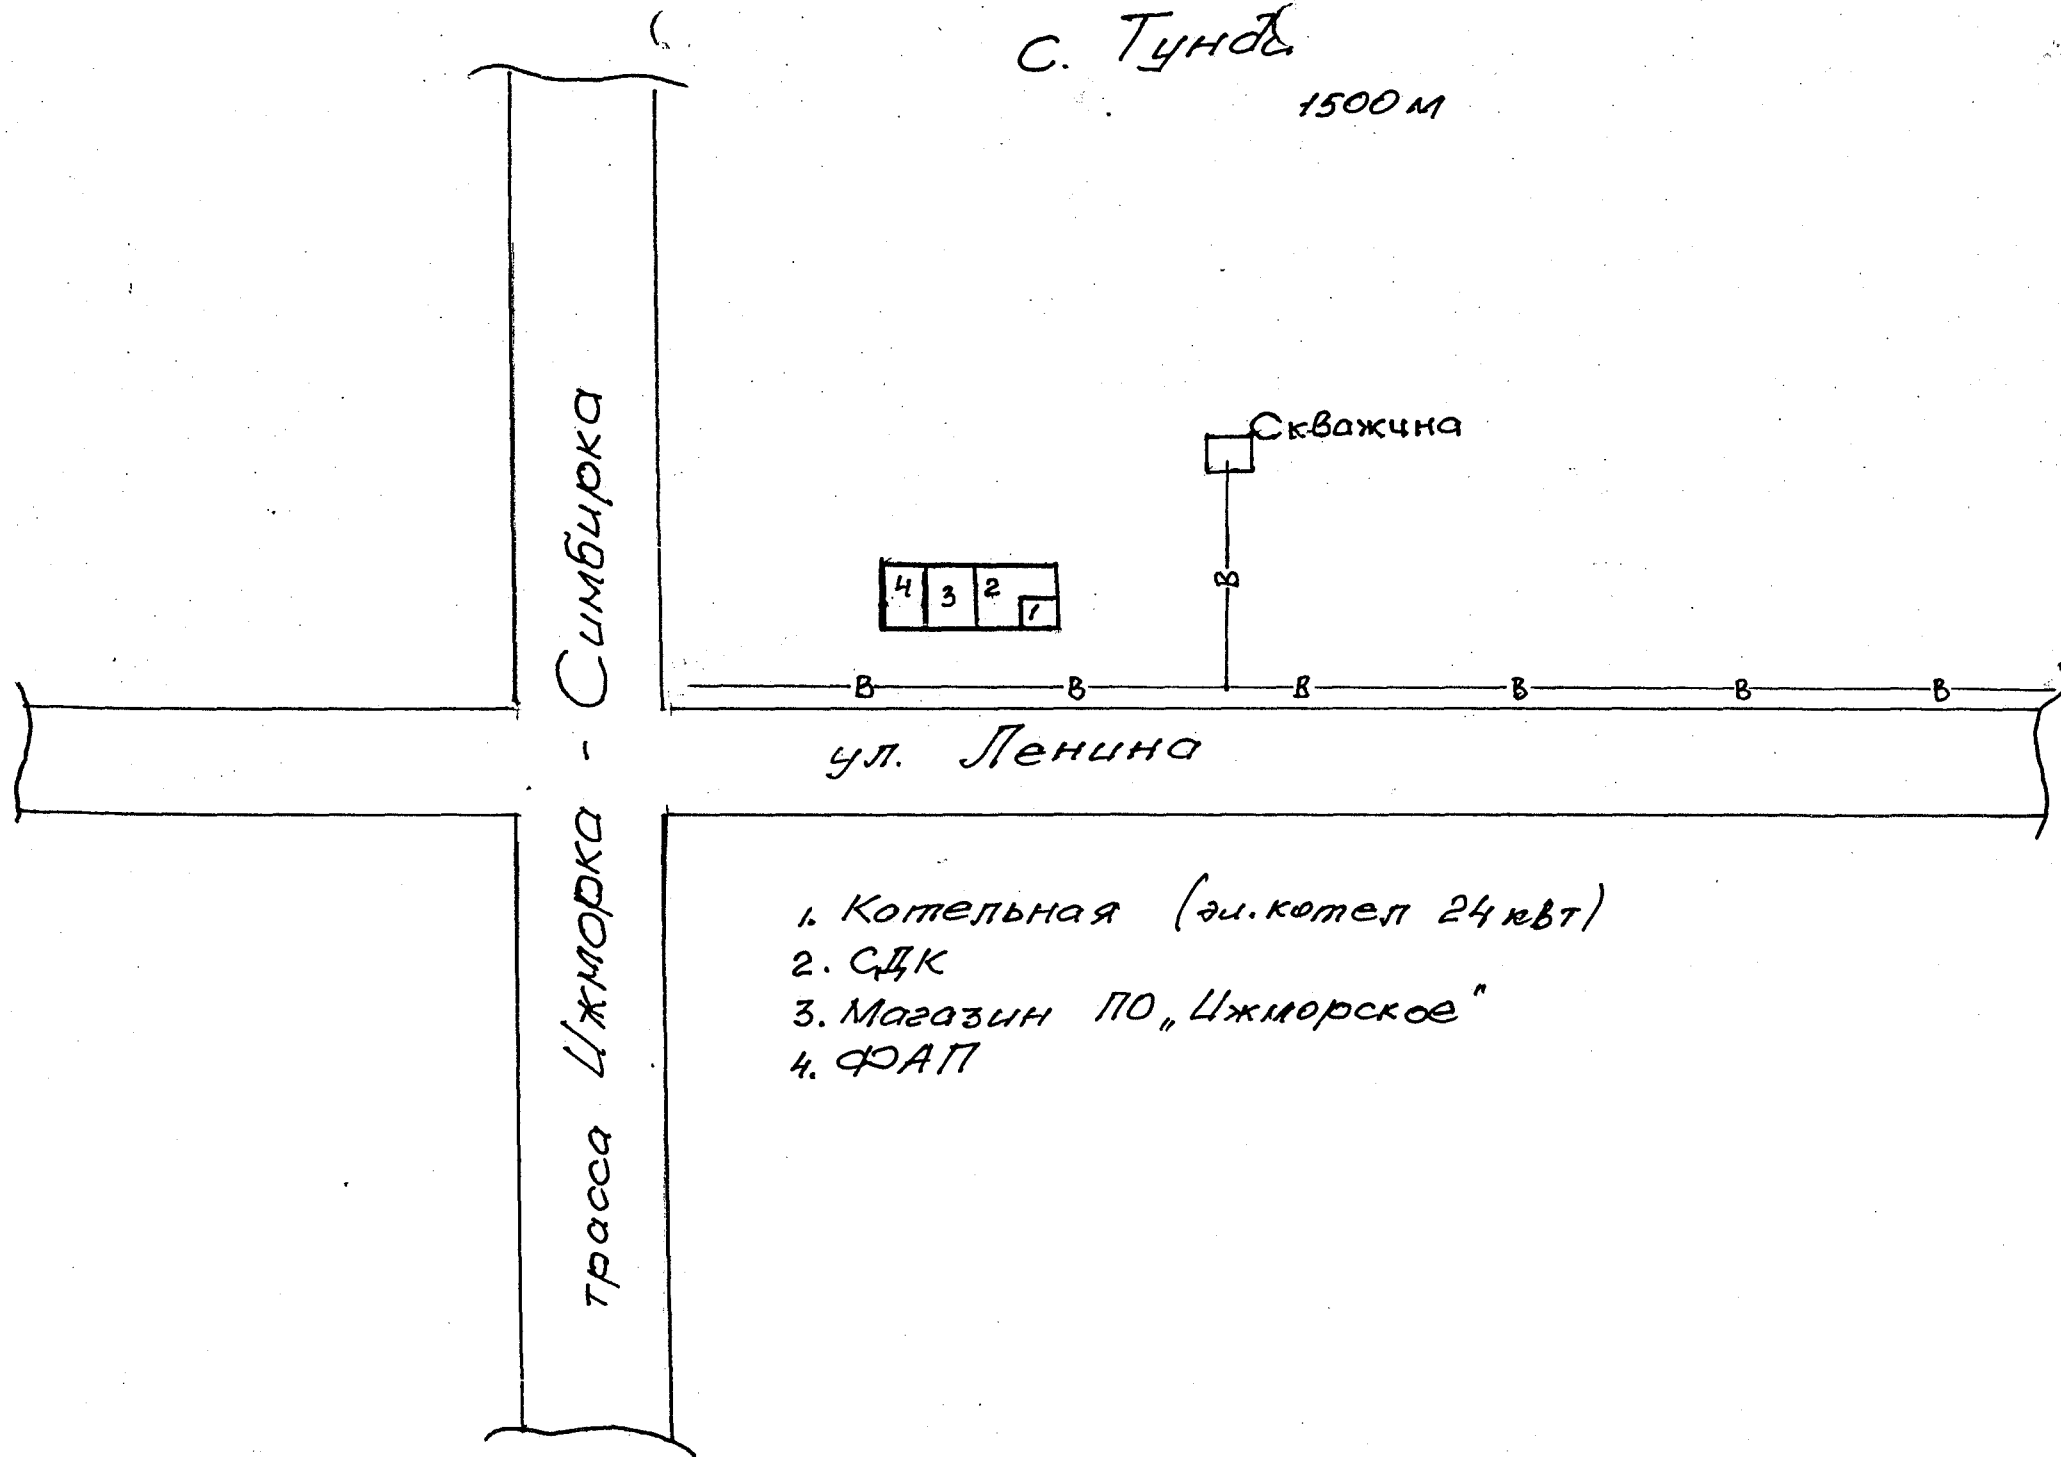 с. Тунда
1500 м
трасса Ижморка - Симбирка
Скважина
4 3 2 1
В
В В В В В В
ул. Ленина
1. Котельная (эл. котел 24 квт)
2. СДК
3. Магазин ПО „Ижморское"
4. ФАП